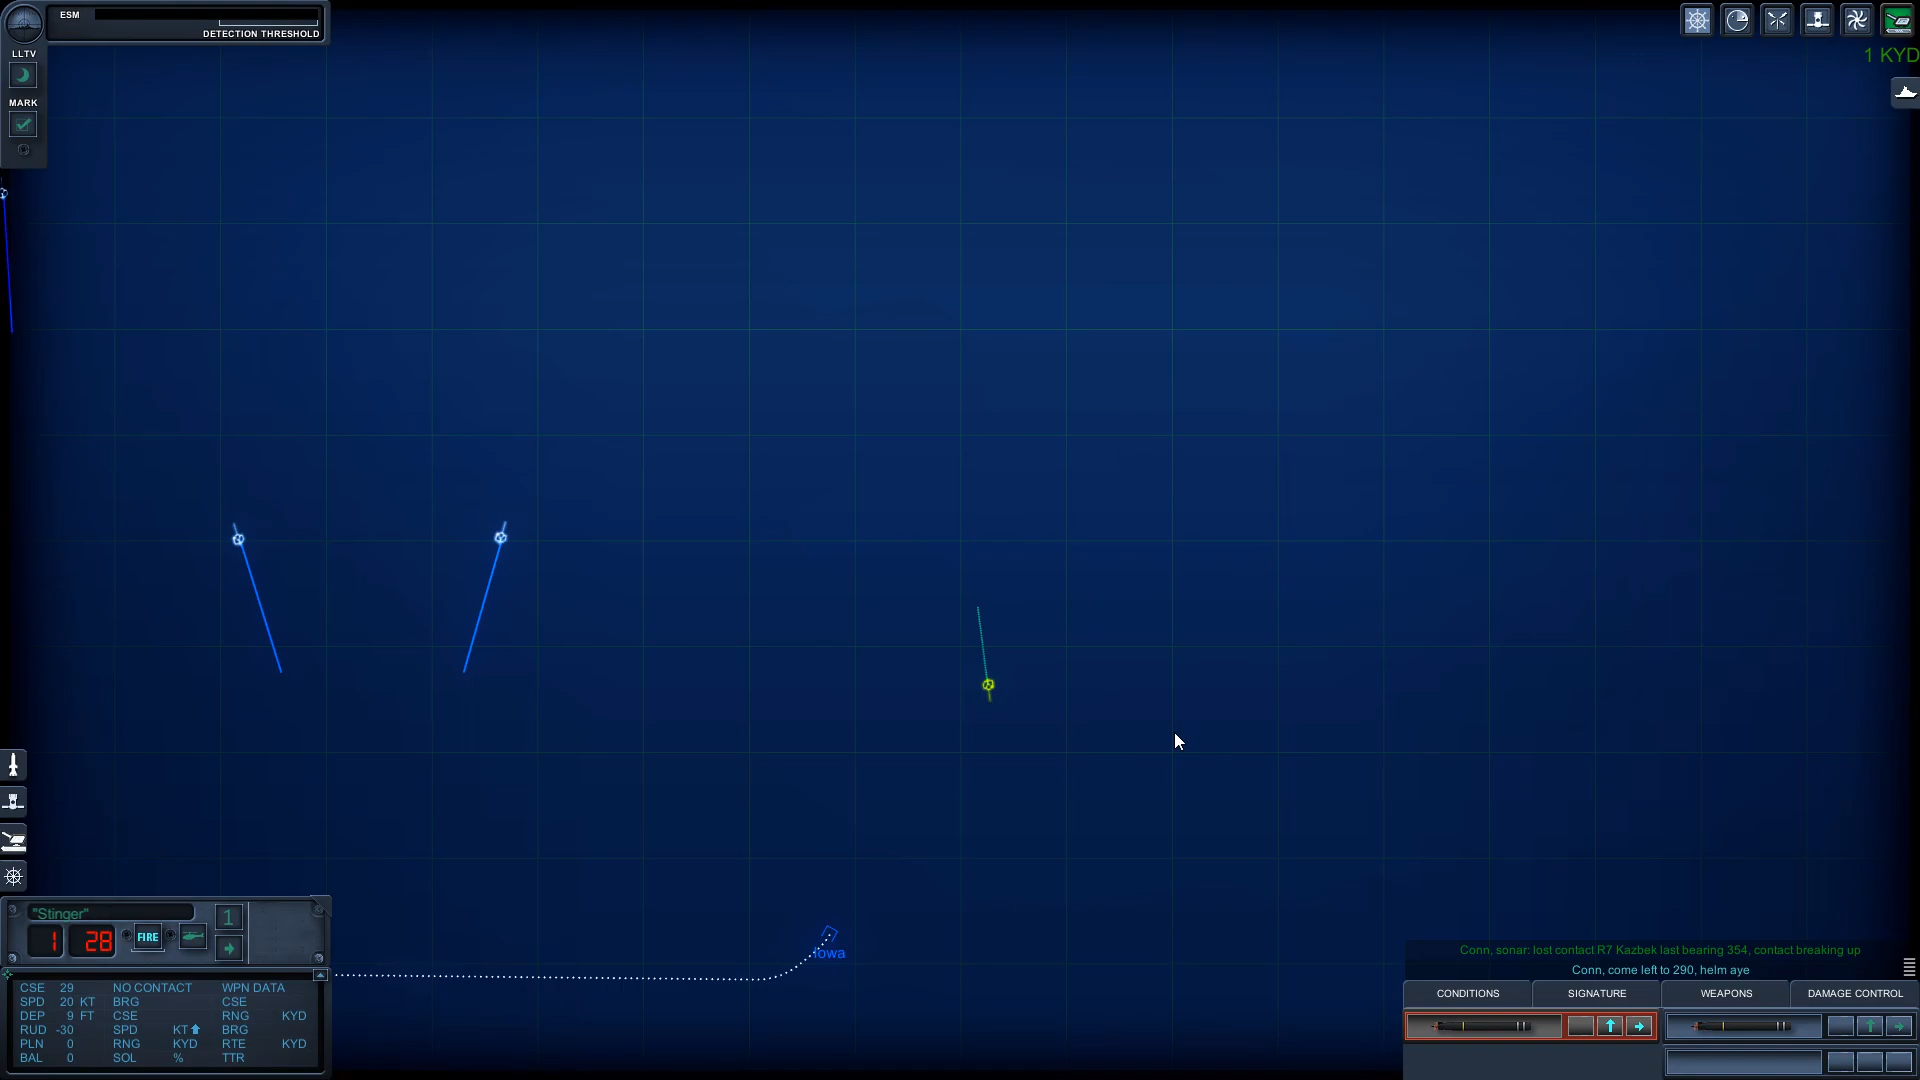 ESM
DETECTION THRESHOLD
LLTV
MARK
1 KYD
Iowa
"Stinger"
1 28 FIRE 1
CSE 29 NO CONTACT WPN DATA
SPD 20 KT BRG CSE
DEP 9 FT CSE RNG KYD
RUD -30 SPD KT BRG
PLN 0 RNG KYD RTE KYD
BAL 0 SOL % TTR
Conn, sonar: lost contact R7 Kazbek last bearing 354, contact breaking up
Conn, come left to 290, helm aye
CONDITIONS SIGNATURE WEAPONS DAMAGE CONTROL